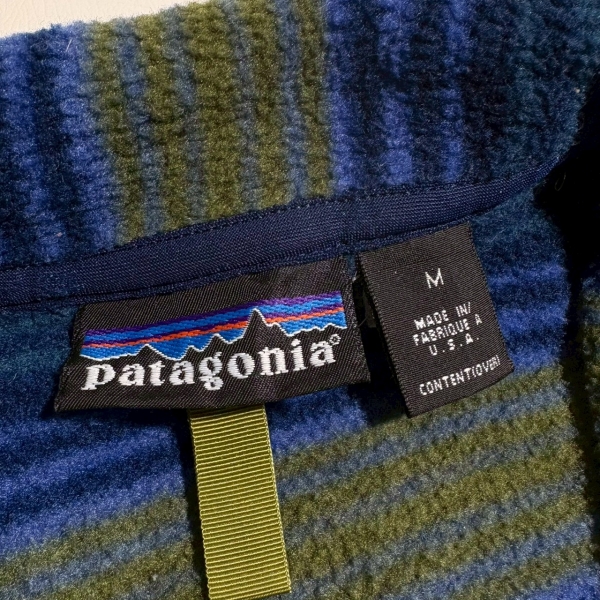 patagonia®
M
MADE IN/
FABRIQUE A
U.S.A.
CONTENT(OVER)